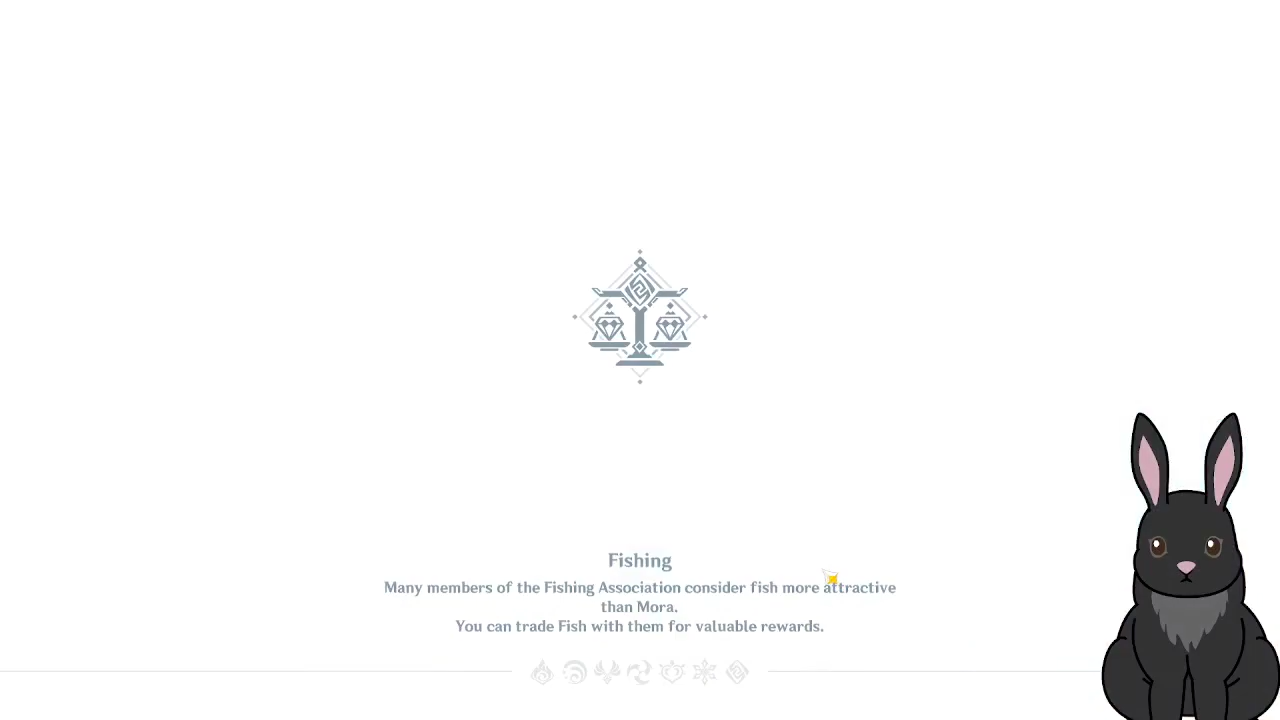 Fishing
Many members of the Fishing Association consider fish more attractive
than Mora.
You can trade Fish with them for valuable rewards.